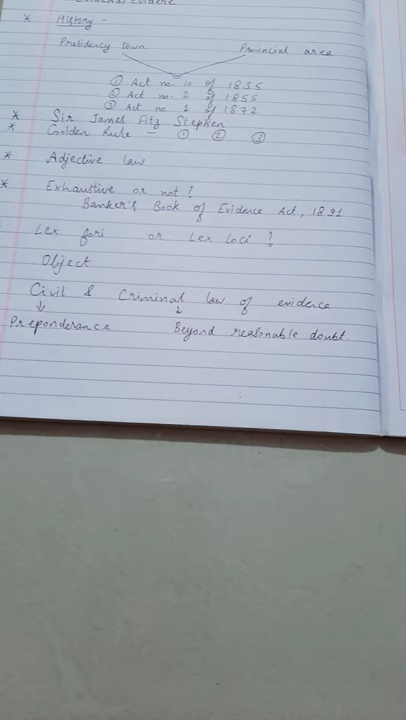 * History -
Presidency town Provincial area
① Act no. 10 of 1835
② Act no. 2 of 1855
③ Act no. 1 of 1872
* Sir James Fitz Stephen
* Golden Rule - ① ② ③
* Adjective law
* Exhaustive or not?
Banker's Book of Evidence Act, 1891
Lex fori or Lex Loci?
Object
Civil & Criminal law of evidence
↓ ↓
Preponderance Beyond reasonable doubt.